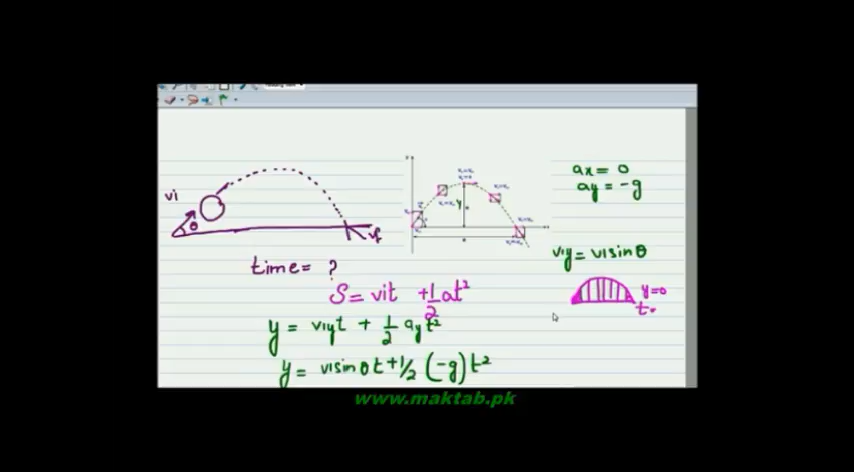 ax = 0
ay = -g
vi
θ
vf
y
viy = visinθ
time = ?
S = vit + 1/2 at²
y=0
t.
y = viyt + 1/2 ayt²
y = visinθt + 1/2 (-g) t²
www.maktab.pk